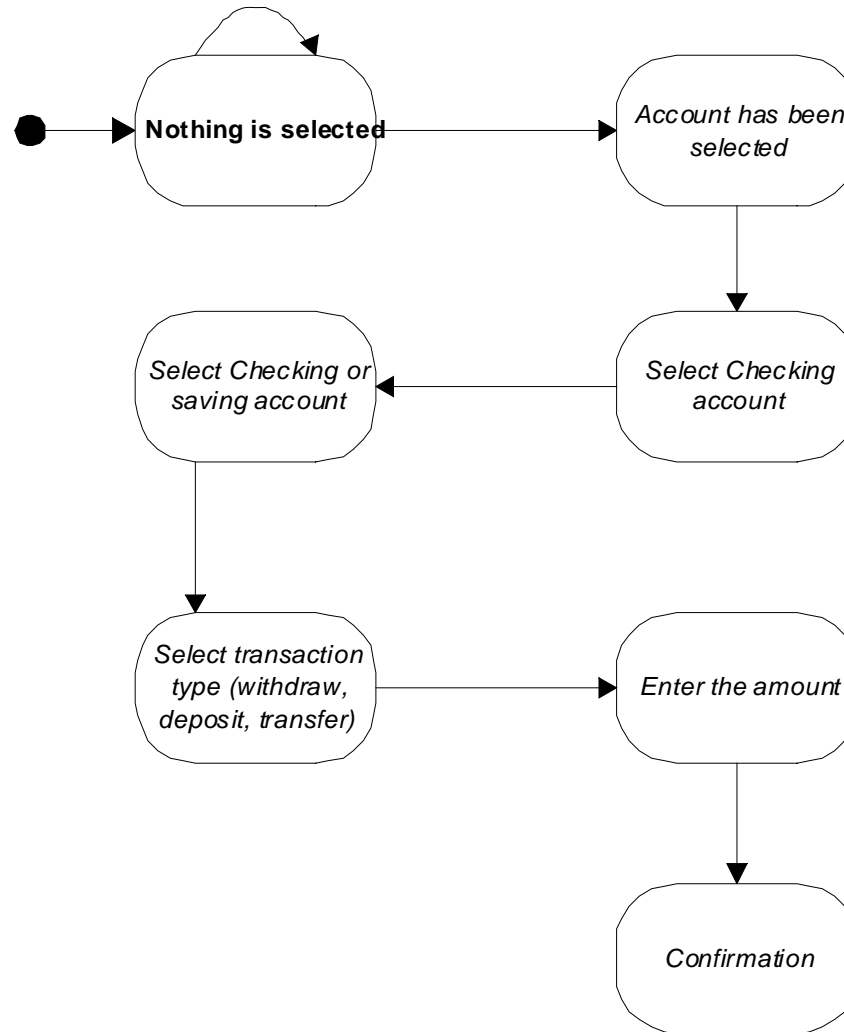 Nothing is selected
Account has been
selected
Select Checking or
saving account
Select Checking
account
Select transaction
type (withdraw,
deposit, transfer)
Enter the amount
Confirmation